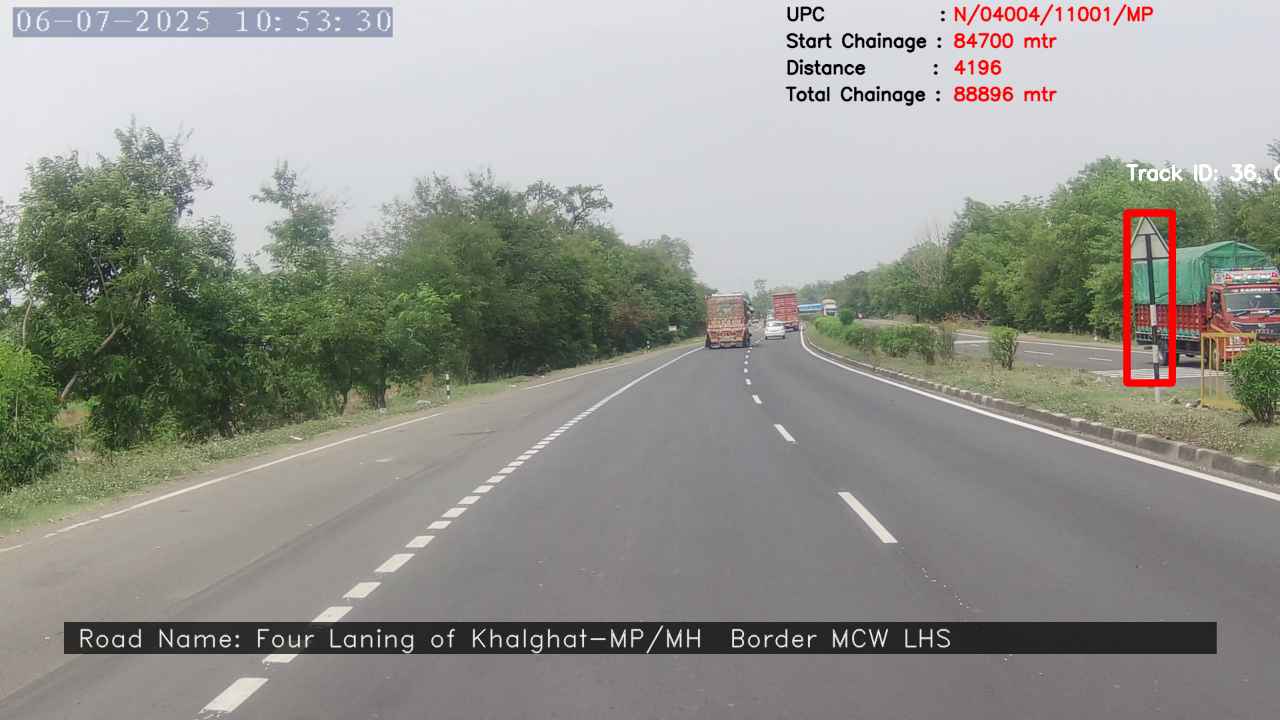 06-07-2025 10:53:30
UPC : N/04004/11001/MP
Start Chainage : 84700 mtr
Distance : 4196
Total Chainage : 88896 mtr
Track ID: 36,
Road Name: Four Laning of Khalghat-MP/MH Border MCW LHS